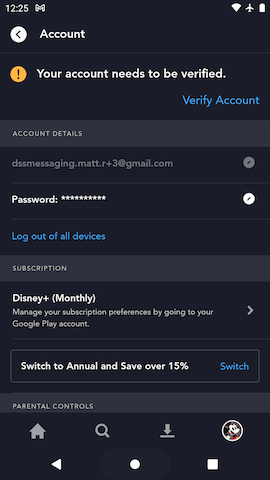 12:25
Account
Your account needs to be verified.
Verify Account
ACCOUNT DETAILS
dssmessaging.matt.r+3@gmail.com
Password: **********
Log out of all devices
SUBSCRIPTION
Disney+ (Monthly)
Manage your subscription preferences by going to your
Google Play account.
Switch to Annual and Save over 15%
Switch
PARENTAL CONTROLS